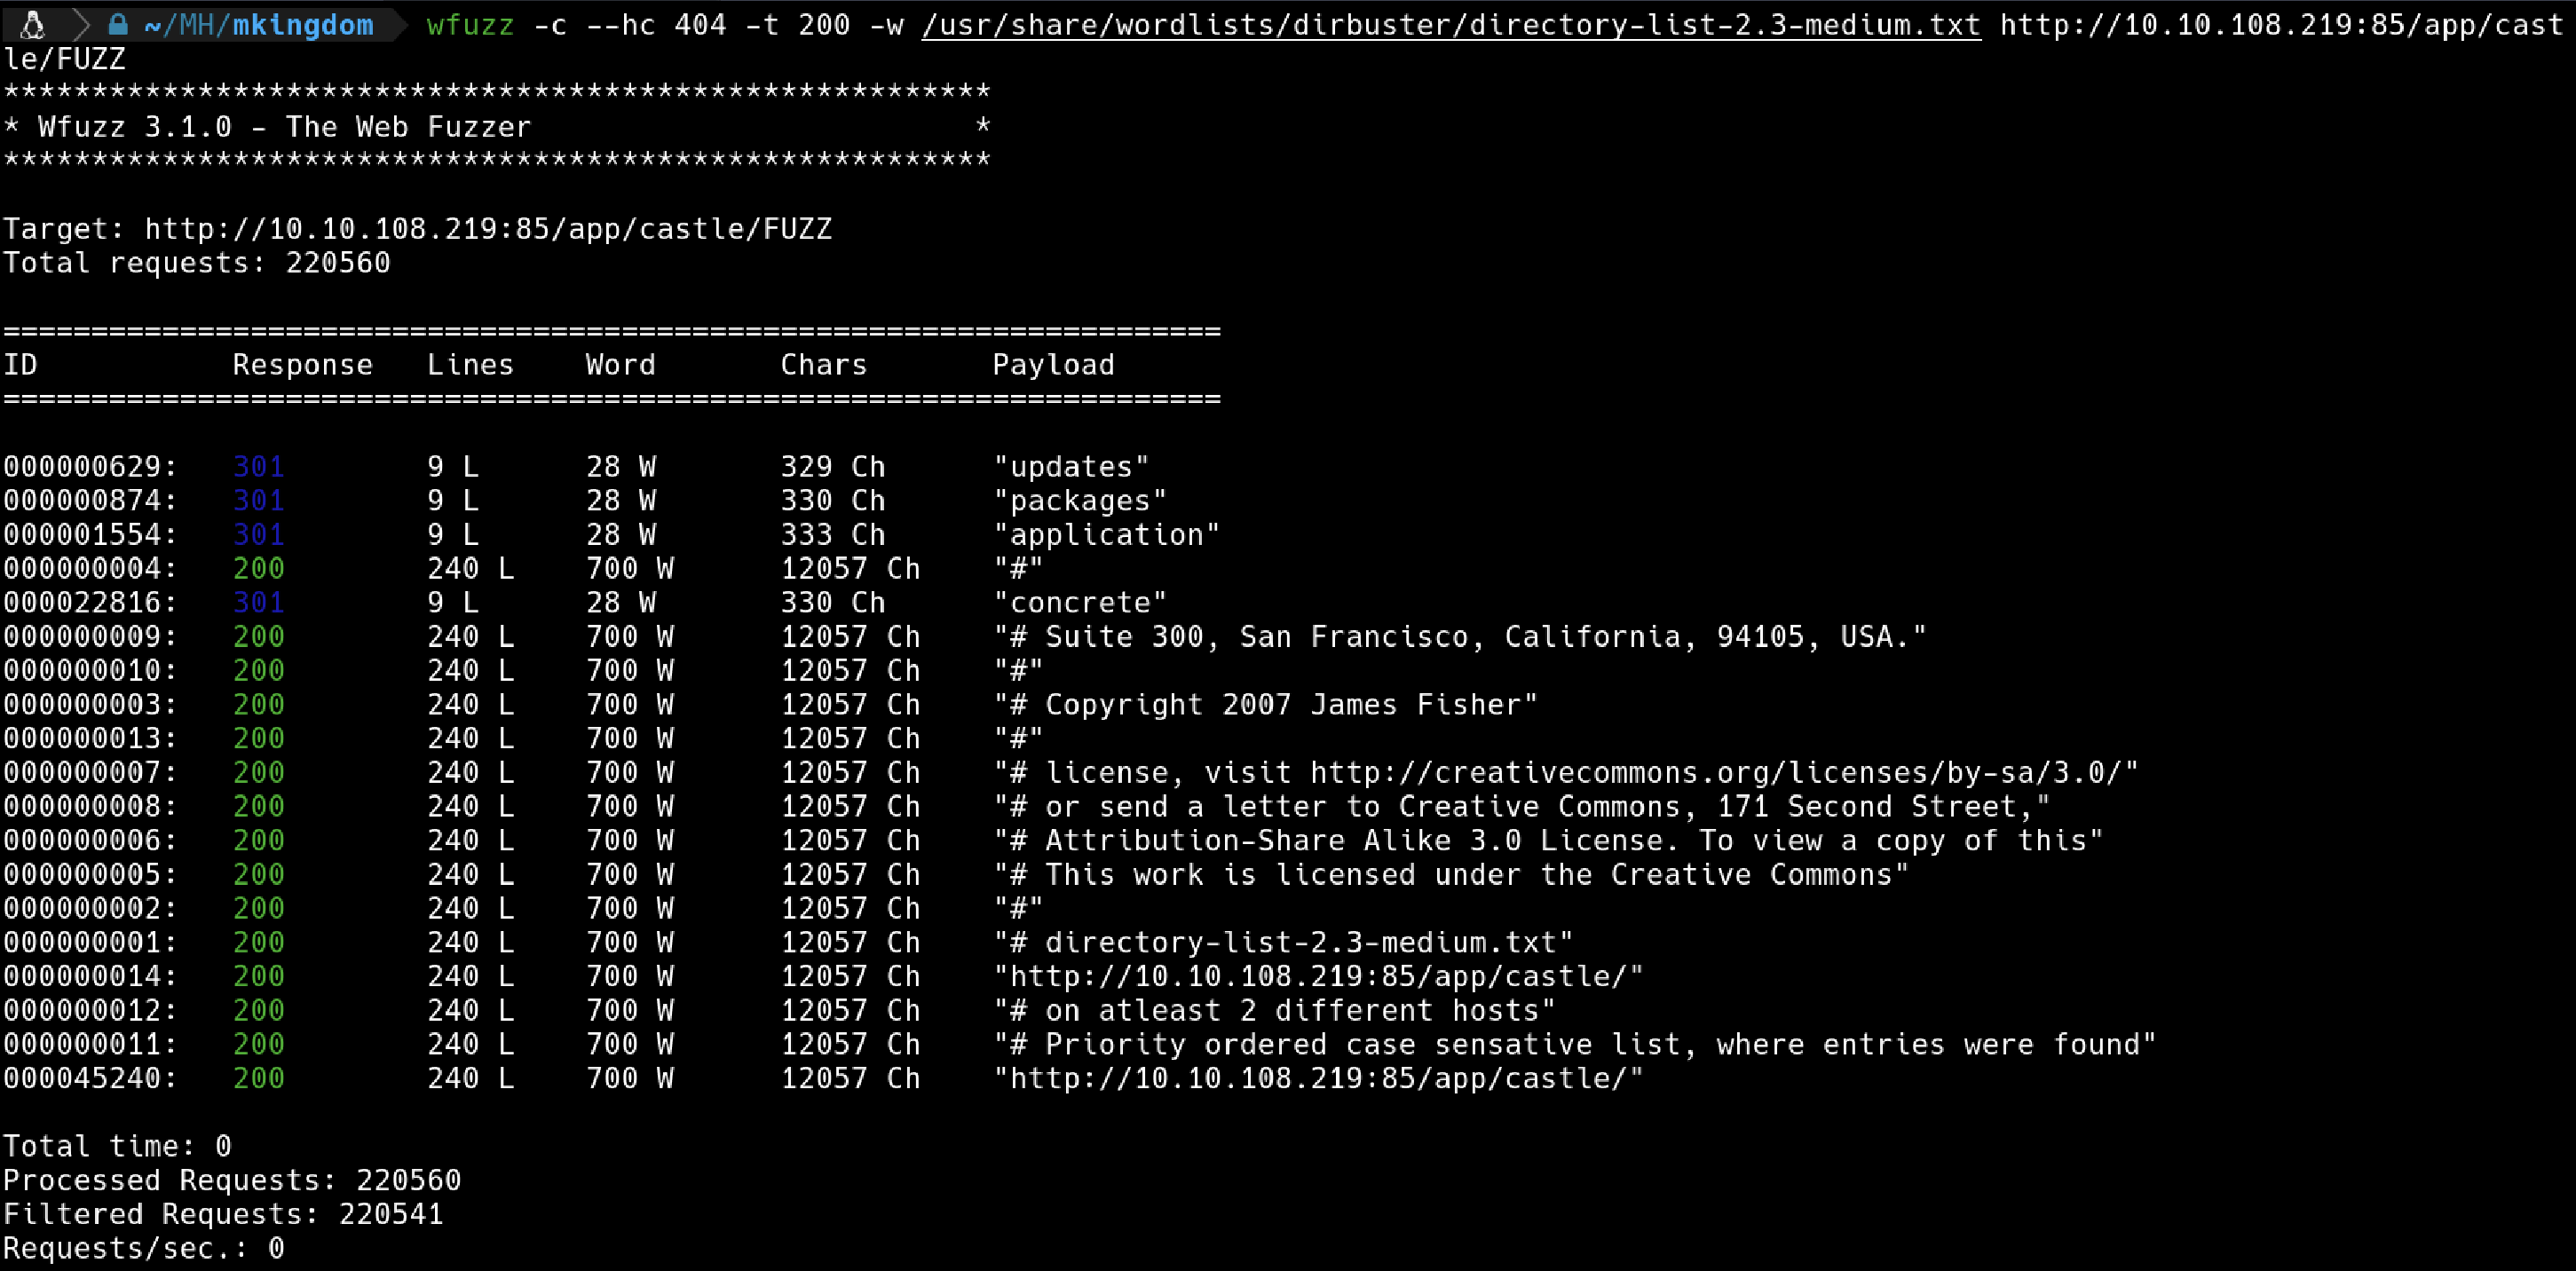 ~/MH/mkingdom wfuzz -c --hc 404 -t 200 -w /usr/share/wordlists/dirbuster/directory-list-2.3-medium.txt http://10.10.108.219:85/app/cast
le/FUZZ
********************************************************
* Wfuzz 3.1.0 - The Web Fuzzer                         *
********************************************************

Target: http://10.10.108.219:85/app/castle/FUZZ
Total requests: 220560

=====================================================================
ID           Response   Lines    Word       Chars       Payload
=====================================================================

000000629:   301        9 L      28 W       329 Ch      "updates"
000000874:   301        9 L      28 W       330 Ch      "packages"
000001554:   301        9 L      28 W       333 Ch      "application"
000000004:   200        240 L    700 W      12057 Ch    "#"
000022816:   301        9 L      28 W       330 Ch      "concrete"
000000009:   200        240 L    700 W      12057 Ch    "# Suite 300, San Francisco, California, 94105, USA."
000000010:   200        240 L    700 W      12057 Ch    "#"
000000003:   200        240 L    700 W      12057 Ch    "# Copyright 2007 James Fisher"
000000013:   200        240 L    700 W      12057 Ch    "#"
000000007:   200        240 L    700 W      12057 Ch    "# license, visit http://creativecommons.org/licenses/by-sa/3.0/"
000000008:   200        240 L    700 W      12057 Ch    "# or send a letter to Creative Commons, 171 Second Street,"
000000006:   200        240 L    700 W      12057 Ch    "# Attribution-Share Alike 3.0 License. To view a copy of this"
000000005:   200        240 L    700 W      12057 Ch    "# This work is licensed under the Creative Commons"
000000002:   200        240 L    700 W      12057 Ch    "#"
000000001:   200        240 L    700 W      12057 Ch    "# directory-list-2.3-medium.txt"
000000014:   200        240 L    700 W      12057 Ch    "http://10.10.108.219:85/app/castle/"
000000012:   200        240 L    700 W      12057 Ch    "# on atleast 2 different hosts"
000000011:   200        240 L    700 W      12057 Ch    "# Priority ordered case sensative list, where entries were found"
000045240:   200        240 L    700 W      12057 Ch    "http://10.10.108.219:85/app/castle/"

Total time: 0
Processed Requests: 220560
Filtered Requests: 220541
Requests/sec.: 0